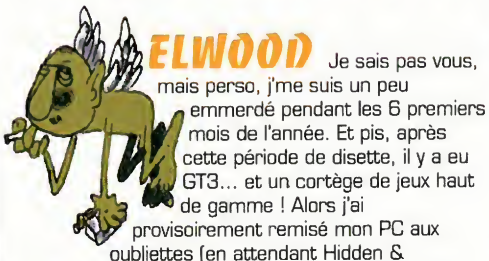 ELWOOD Je sais pas vous,
mais perso, j'me suis un peu
emmerdé pendant les 6 premiers
mois de l'année. Et pis, après
cette période de disette, il y a eu
GT3... et un cortège de jeux haut
de gamme ! Alors j'ai
provisoirement remisé mon PC aux
oubliettes (en attendant Hidden &